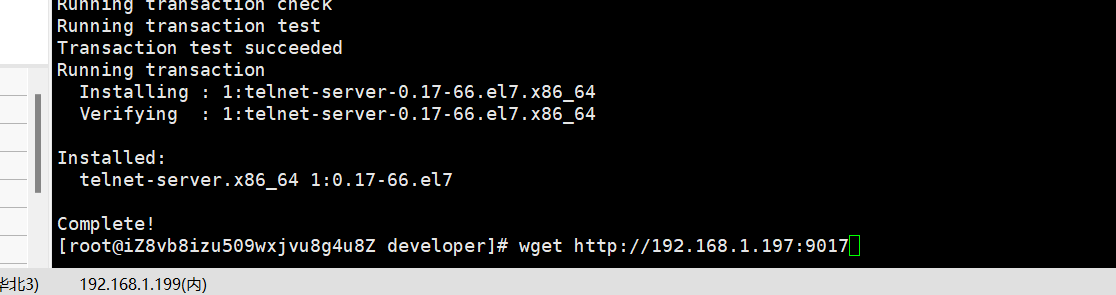 Running transaction check
Running transaction test
Transaction test succeeded
Running transaction
  Installing : 1:telnet-server-0.17-66.el7.x86_64
  Verifying  : 1:telnet-server-0.17-66.el7.x86_64
Installed:
  telnet-server.x86_64 1:0.17-66.el7
Complete!
[root@iZ8vb8izu509wxjvu8g4u8Z developer]# wget http://192.168.1.197:9017
华北3) 192.168.1.199(内)